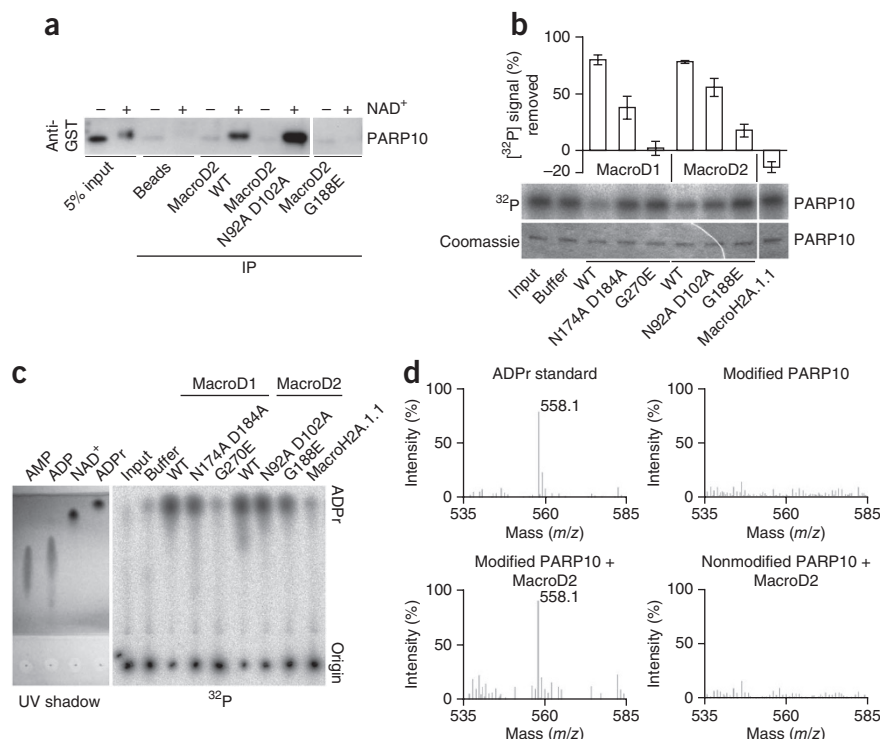 a
– + – + – + – + – + NAD+
Anti-GST
PARP10
5% input
Beads
MacroD2 WT
MacroD2 N92A D102A
MacroD2 G188E
IP
b
[32P] signal (%) removed
100
50
0
–20
MacroD1
MacroD2
32P
PARP10
Coomassie
PARP10
Input
Buffer
WT
N174A D184A
G270E
WT
N92A D102A
G188E
MacroH2A.1.1
c
MacroD1
MacroD2
AMP
ADP
NAD+
ADPr
Input
Buffer
WT
N174A D184A
G270E
WT
N92A D102A
G188E
MacroH2A.1.1
ADPr
Origin
UV shadow
32P
d
ADPr standard
558.1
Intensity (%)
100
50
0
535 560 585
Mass (m/z)
Modified PARP10
Intensity (%)
100
50
0
535 560 585
Mass (m/z)
Modified PARP10 +
MacroD2
558.1
Intensity (%)
100
50
0
535 560 585
Mass (m/z)
Nonmodified PARP10 +
MacroD2
Intensity (%)
100
50
0
535 560 585
Mass (m/z)